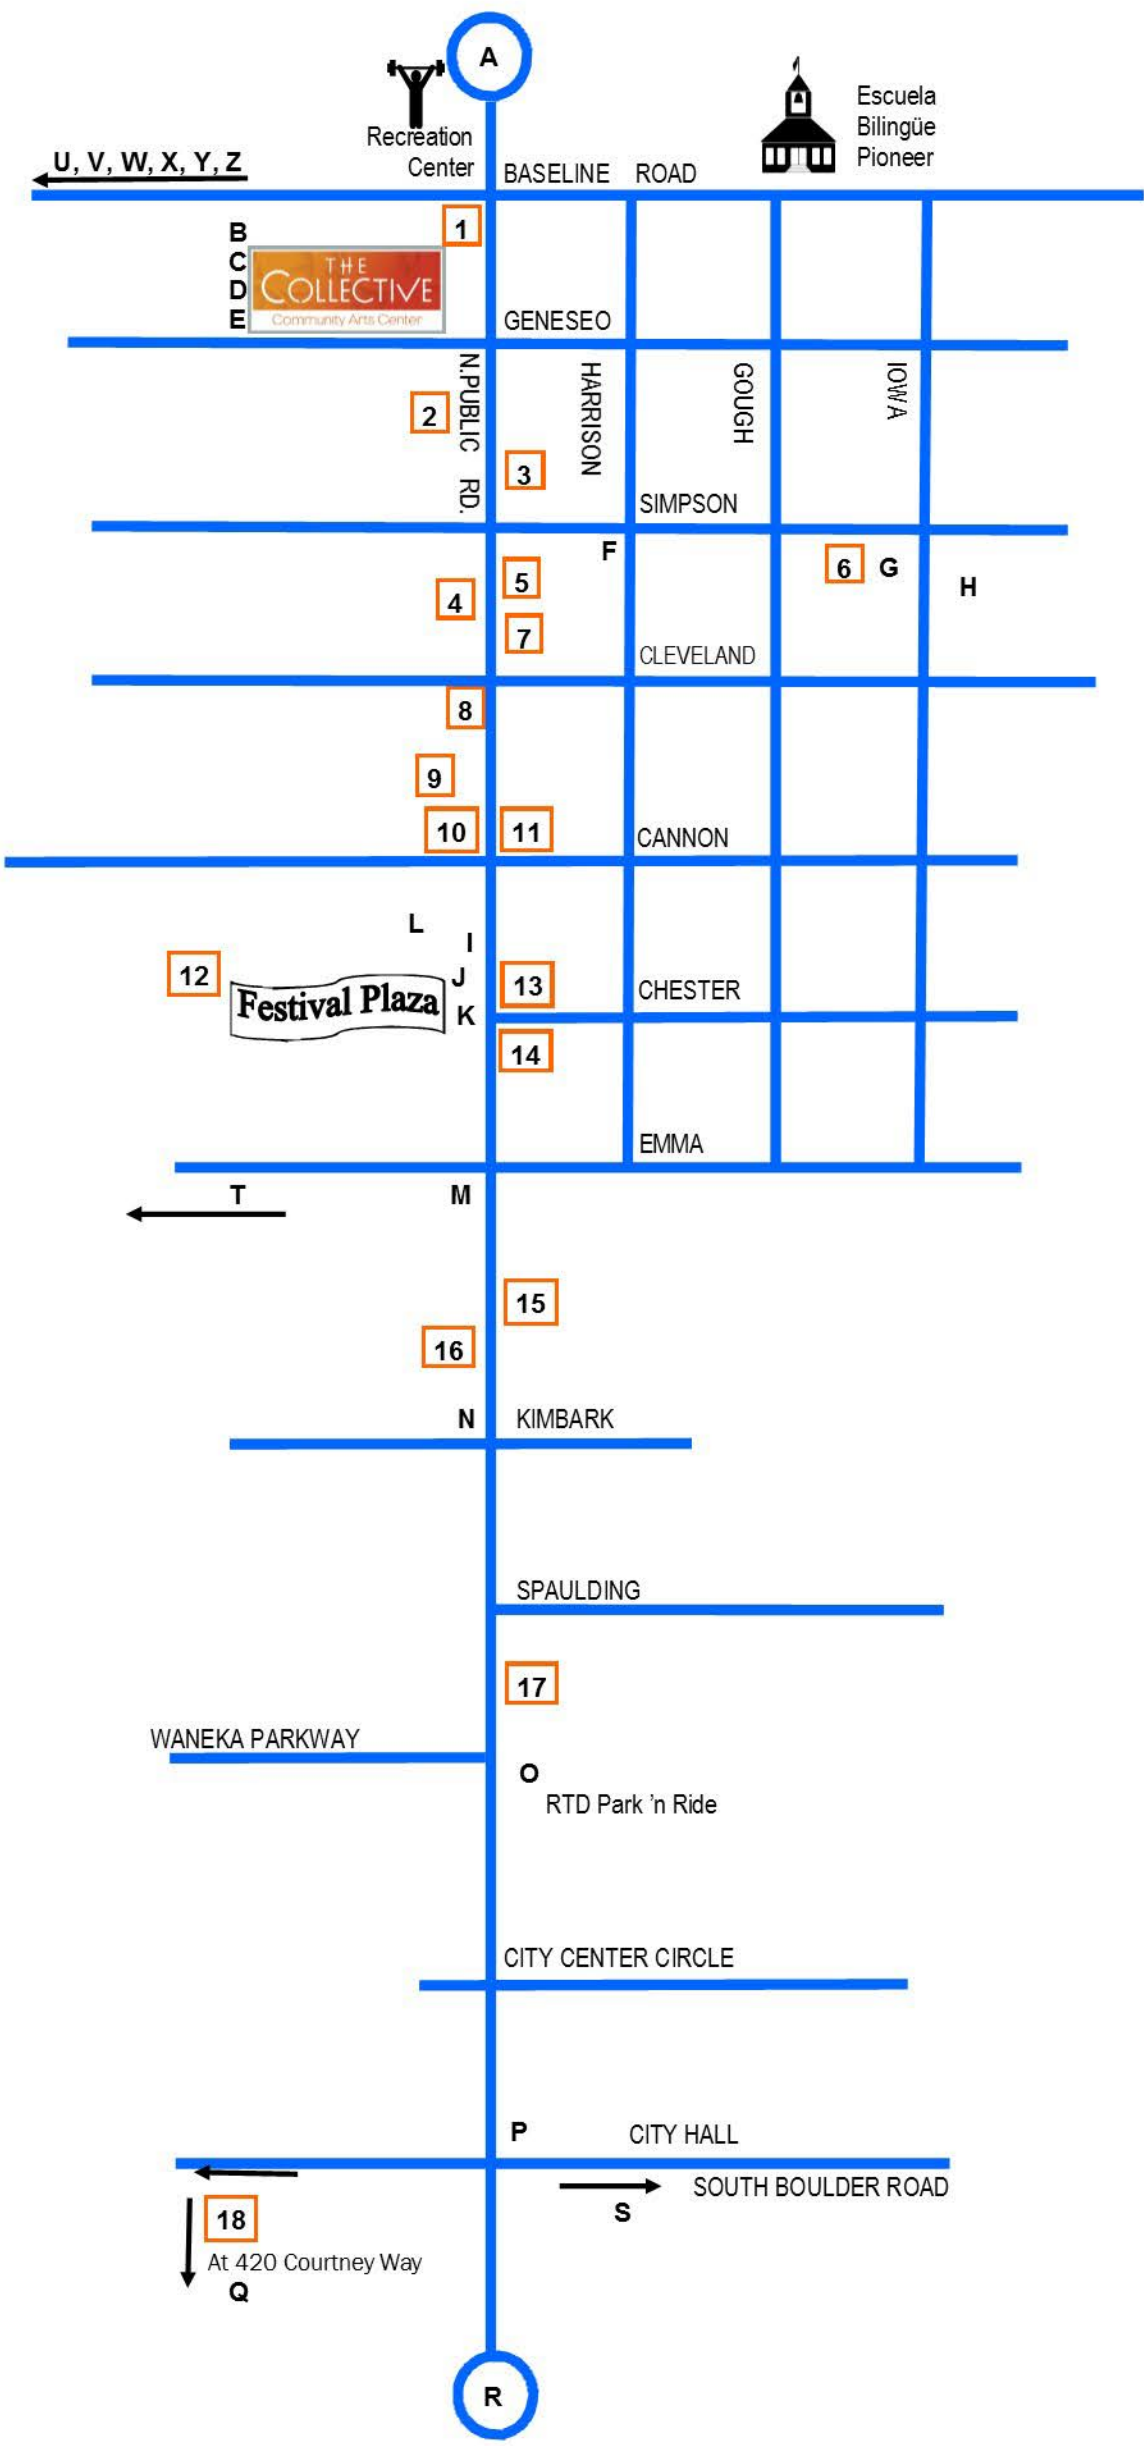 A
Recreation
Center
Escuela
Bilingüe
Pioneer
U, V, W, X, Y, Z
BASELINE ROAD
1
B
C
D
E
THE
COLLECTIVE
Community Arts Center
GENESEO
N.PUBLIC RD.
HARRISON
GOUGH
IOWA
2
3
SIMPSON
F
4
5
6
G
H
7
CLEVELAND
8
9
10
11
CANNON
L
I
12
J
13
CHESTER
Festival Plaza
K
14
EMMA
T
M
15
16
N
KIMBARK
SPAULDING
17
WANEKA PARKWAY
O
RTD Park 'n Ride
CITY CENTER CIRCLE
P
CITY HALL
SOUTH BOULDER ROAD
S
18
At 420 Courtney Way
Q
R